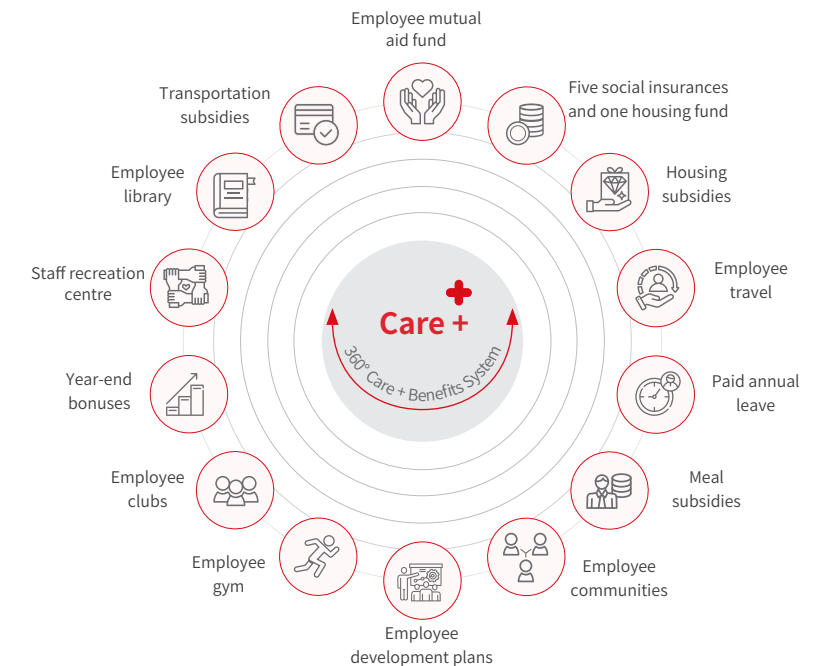 Employee mutual
aid fund
Five social insurances
and one housing fund
Housing
subsidies
Employee
travel
Paid annual
leave
Meal
subsidies
Employee
communities
Employee
development plans
Employee
gym
Employee
clubs
Year-end
bonuses
Staff recreation
centre
Employee
library
Transportation
subsidies
Care +
360° Care + Benefits System